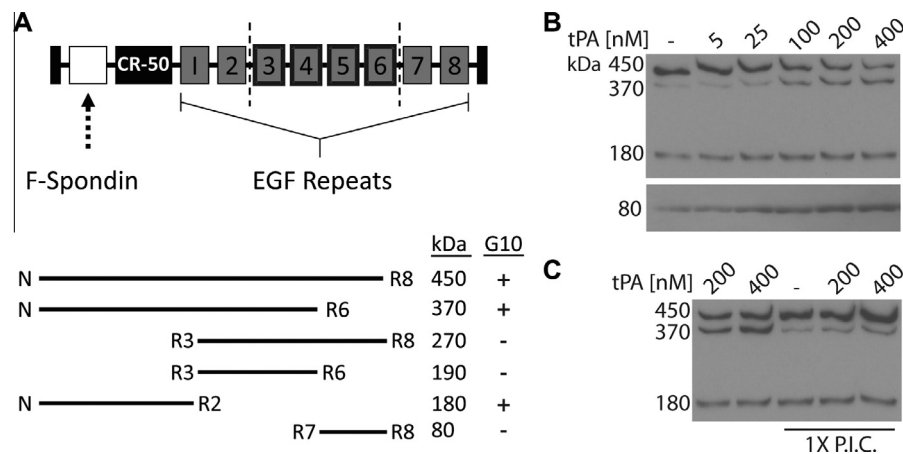 A
CR-50 1 2 3 4 5 6 7 8
F-Spondin
EGF Repeats
kDa G10
N R8 450 +
N R6 370 +
R3 R8 270 -
R3 R6 190 -
N R2 180 +
R7 R8 80 -
B
tPA [nM] - 5 25 100 200 400
kDa 450
370
180
80
C
tPA [nM] 200 400 - 200 400
450
370
180
1X P.I.C.